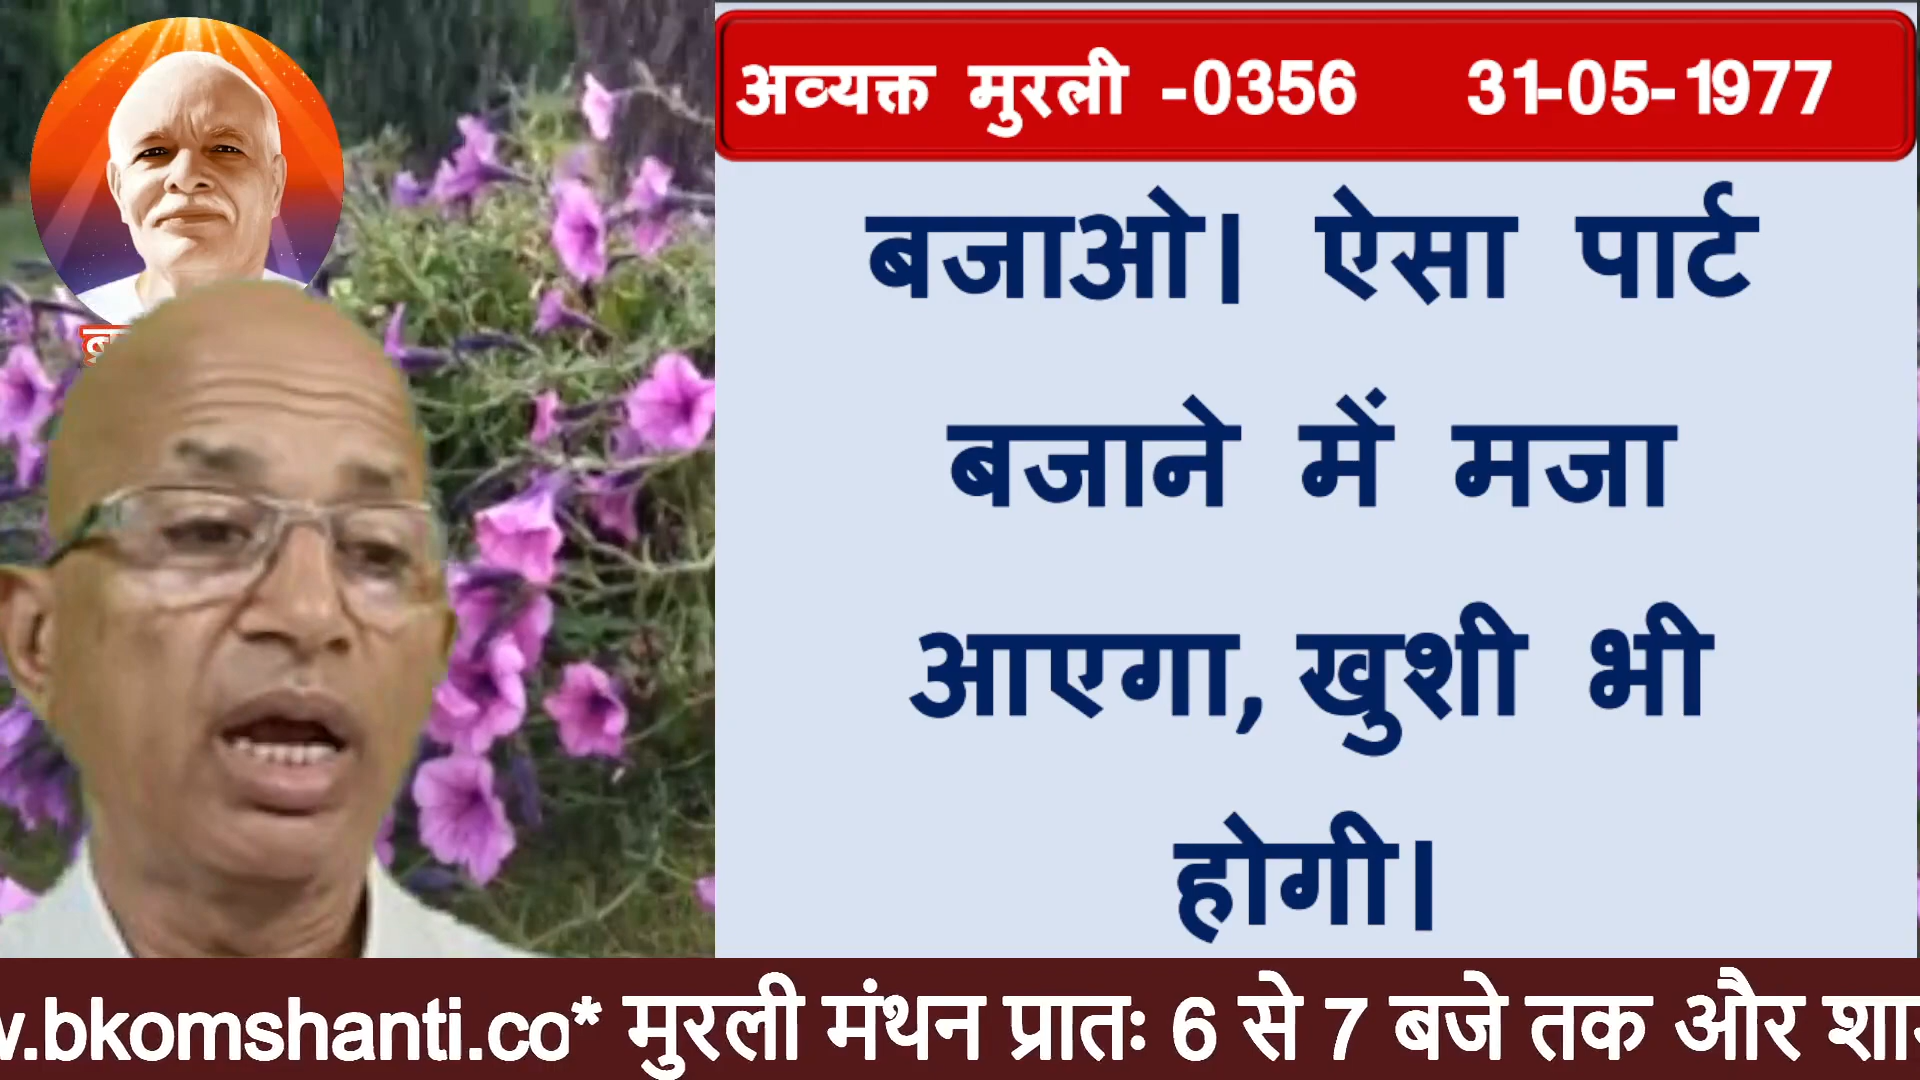 अव्यक्त मुरली -0356 31-05-1977
बजाओ। ऐसा पार्ट
बजाने में मजा
आएगा, खुशी भी
होगी।
w.bkomshanti.co* मुरली मंथन प्रातः 6 से 7 बजे तक और